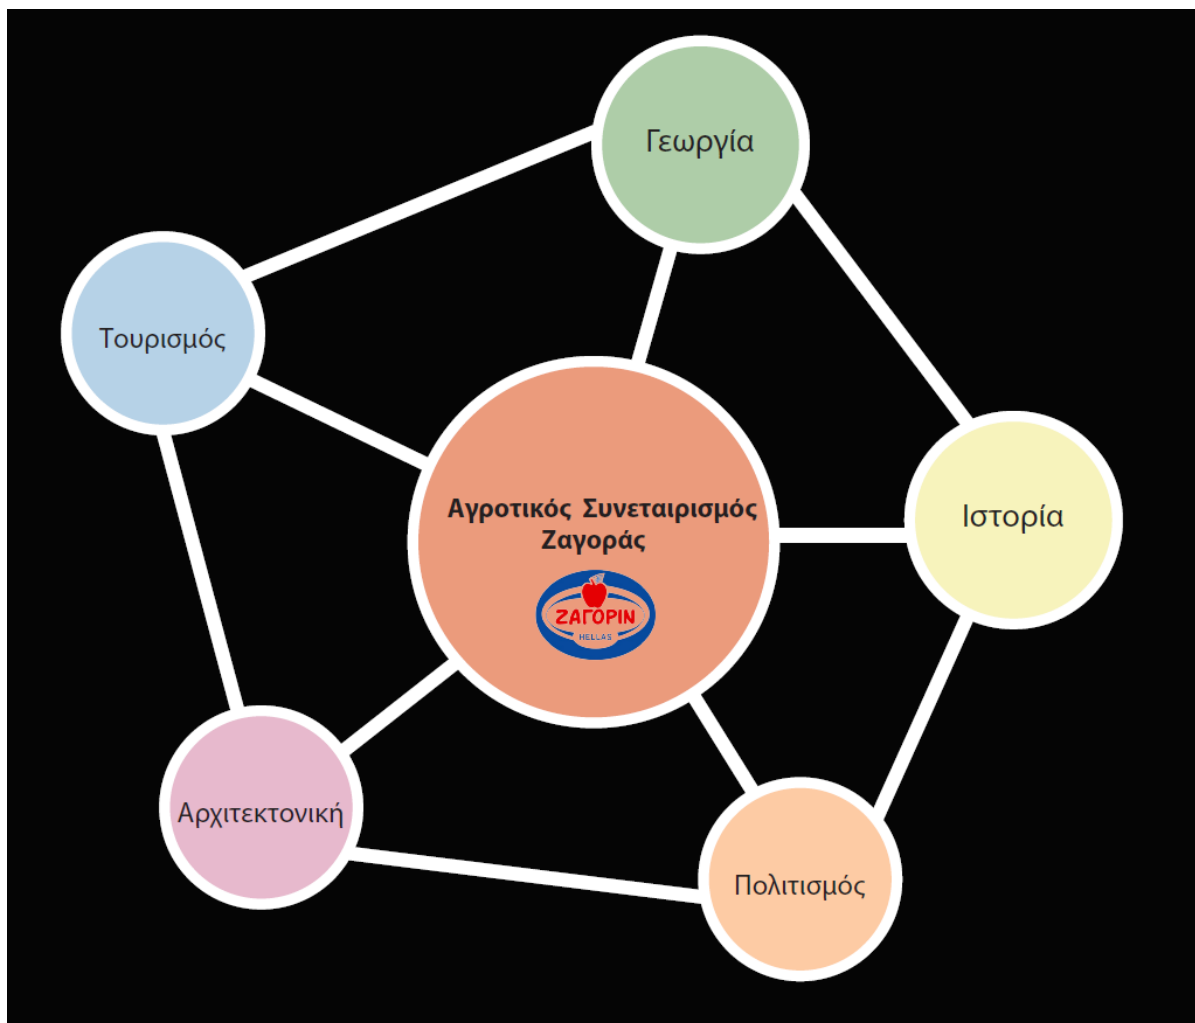 Γεωργία
Τουρισμός
Αγροτικός Συνεταιρισμός
Ζαγοράς
ΖΑΓΟΡΙΝ
HELLAS
Ιστορία
Αρχιτεκτονική
Πολιτισμός